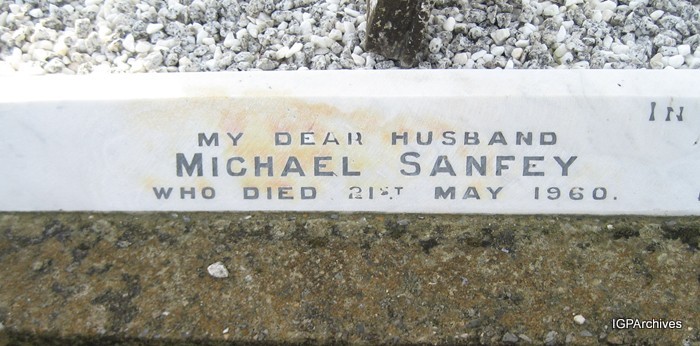 IN
MY DEAR HUSBAND
MICHAEL SANFEY
WHO DIED 21ST MAY 1960.
IGPArchives